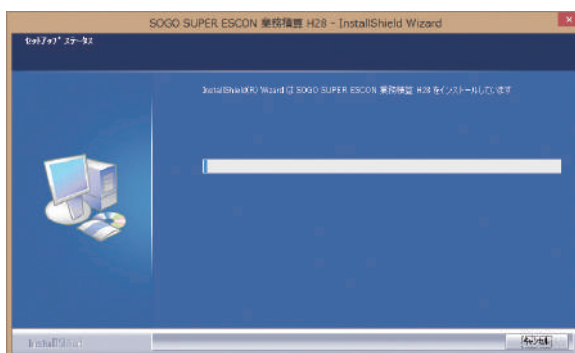 SOGO SUPER ESCON 業務積算 H28 - InstallShield Wizard
セットアップ ステータス
InstallShield(R) Wizard は SOGO SUPER ESCON 業務積算 H28 をインストールしています
InstallShield
キャンセル